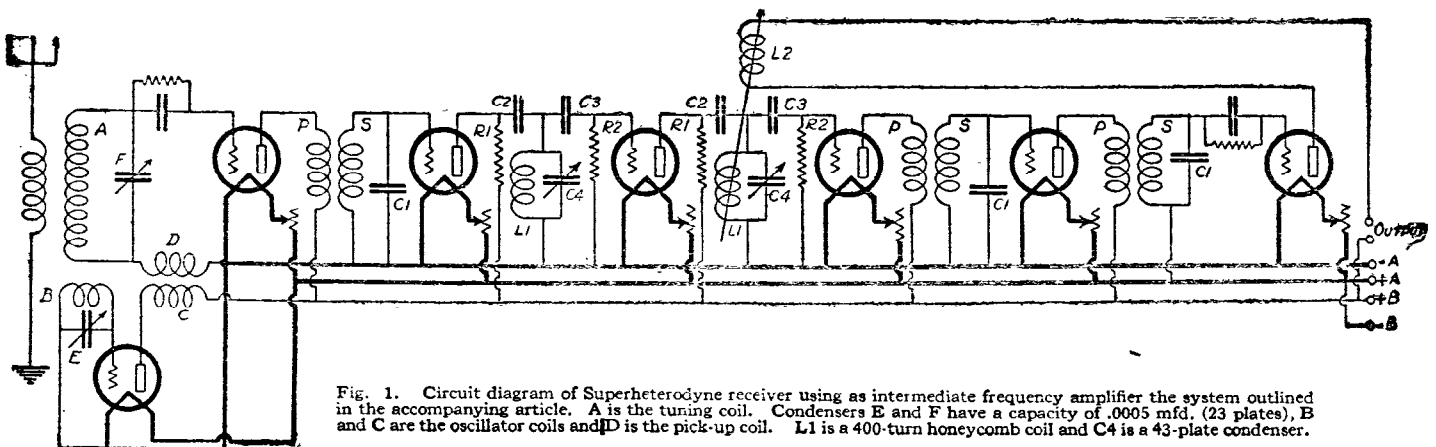 L2
A
F
P
S
R1
C2
C3
R2
R1
C2
C3
R2
P
S
P
S
C1
L1
C4
L1
C4
C1
C1
D
B
C
E
-A
+A
+B
-B
Fig. 1. Circuit diagram of Superheterodyne receiver using as intermediate frequency amplifier the system outlined
in the accompanying article. A is the tuning coil. Condensers E and F have a capacity of .0005 mfd. (23 plates), B
and C are the oscillator coils and D is the pick-up coil. L1 is a 400-turn honeycomb coil and C4 is a 43-plate condenser.